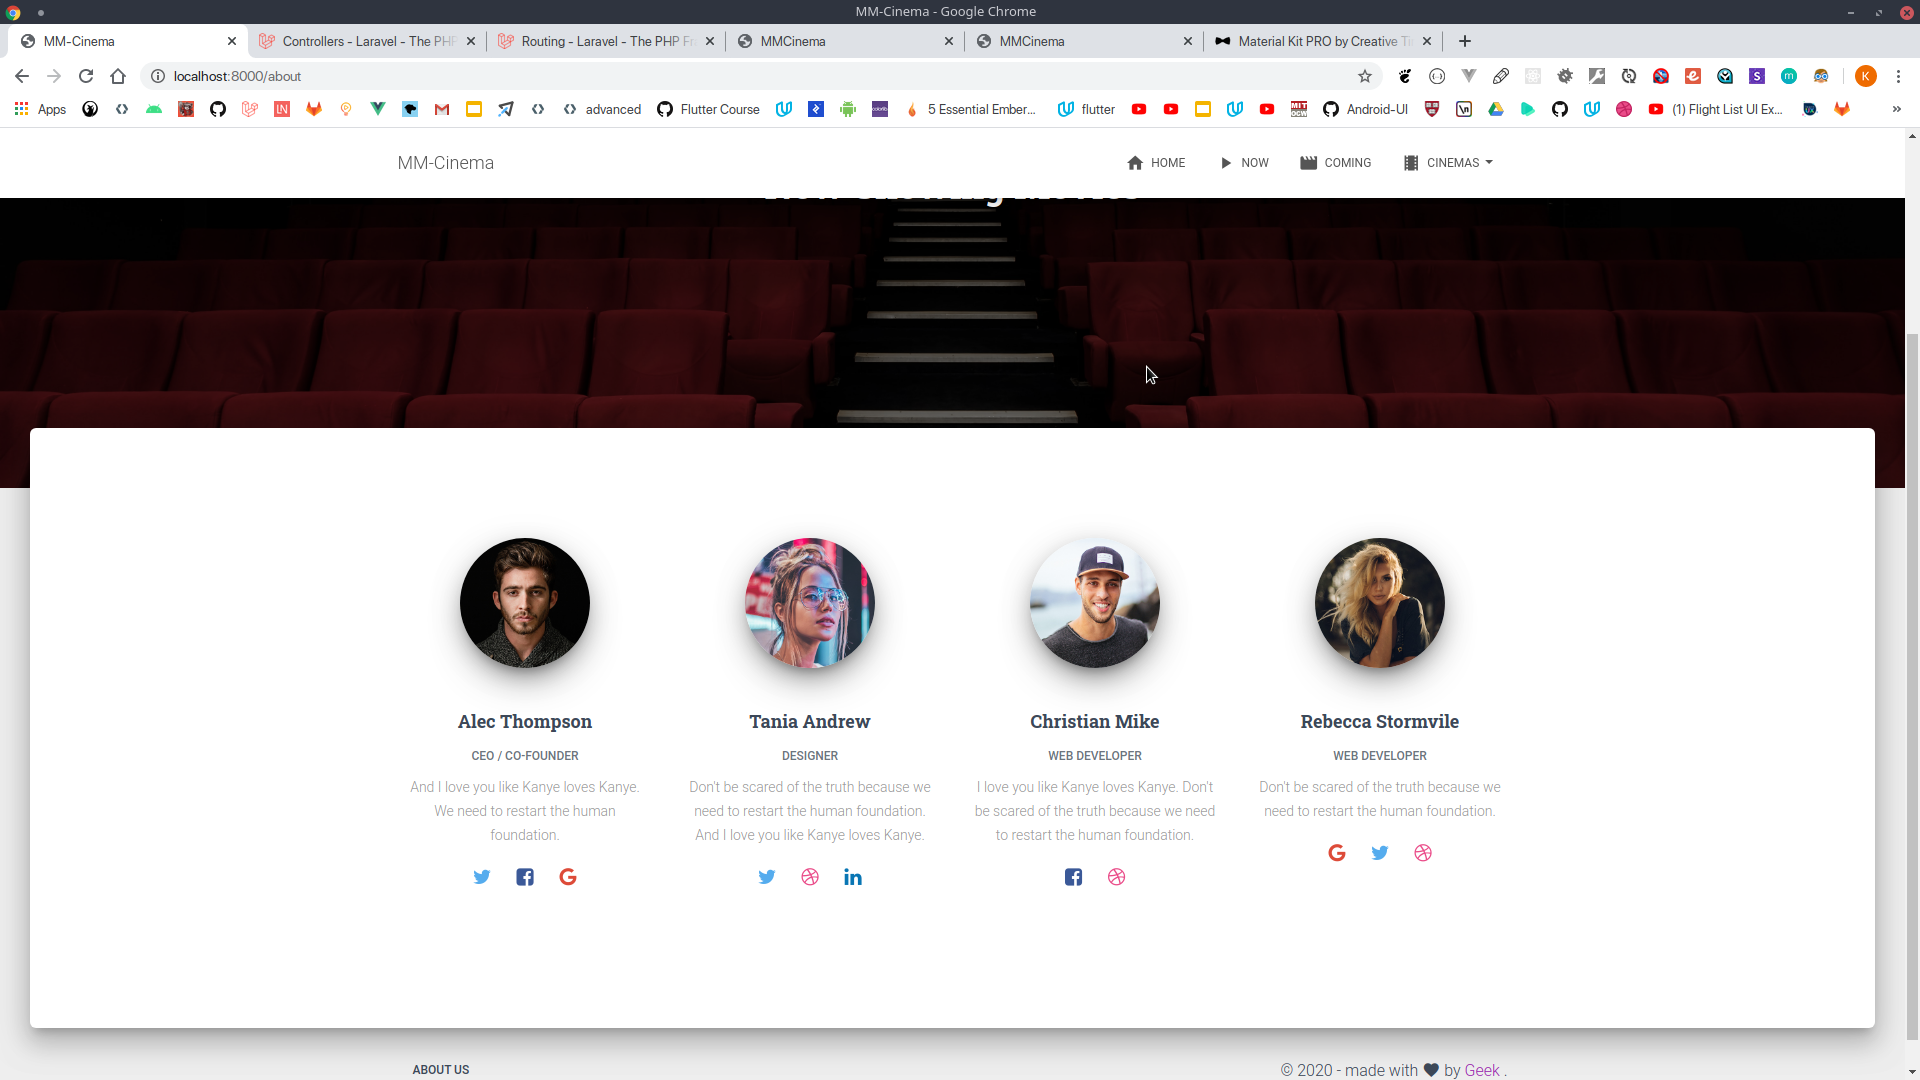 MM-Cinema - Google Chrome
MM-Cinema
Controllers - Laravel - The PHP
Routing - Laravel - The PHP Fr
MMCinema
MMCinema
Material Kit PRO by Creative Ti
localhost:8000/about
K
Apps
advanced
Flutter Course
5 Essential Ember...
flutter
Android-UI
(1) Flight List UI Ex...
MM-Cinema
HOME
NOW
COMING
CINEMAS
Now Showing Movies
Alec Thompson
CEO / CO-FOUNDER
And I love you like Kanye loves Kanye.
We need to restart the human
foundation.
Tania Andrew
DESIGNER
Don't be scared of the truth because we
need to restart the human foundation.
And I love you like Kanye loves Kanye.
Christian Mike
WEB DEVELOPER
I love you like Kanye loves Kanye. Don't
be scared of the truth because we need
to restart the human foundation.
Rebecca Stormvile
WEB DEVELOPER
Don't be scared of the truth because we
need to restart the human foundation.
ABOUT US
© 2020 - made with ♥ by Geek .